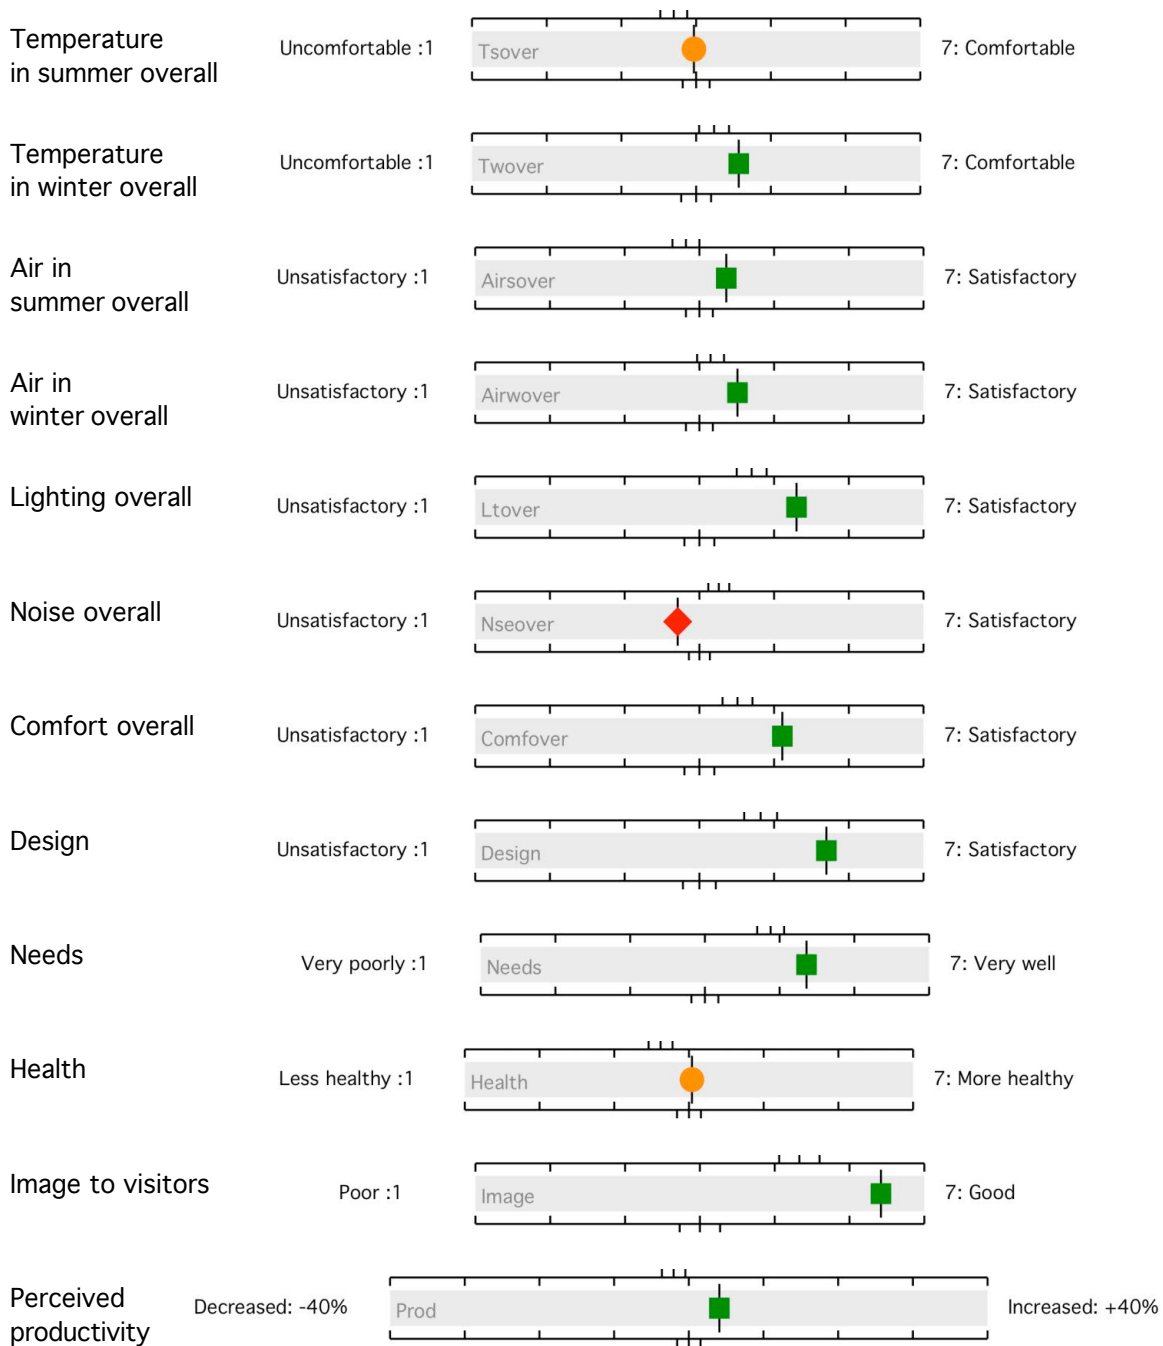 Temperature
in summer overall
Uncomfortable :1
Tsover
7: Comfortable
Temperature
in winter overall
Uncomfortable :1
Twover
7: Comfortable
Air in
summer overall
Unsatisfactory :1
Airsover
7: Satisfactory
Air in
winter overall
Unsatisfactory :1
Airwover
7: Satisfactory
Lighting overall
Unsatisfactory :1
Ltover
7: Satisfactory
Noise overall
Unsatisfactory :1
Nseover
7: Satisfactory
Comfort overall
Unsatisfactory :1
Comfover
7: Satisfactory
Design
Unsatisfactory :1
Design
7: Satisfactory
Needs
Very poorly :1
Needs
7: Very well
Health
Less healthy :1
Health
7: More healthy
Image to visitors
Poor :1
Image
7: Good
Perceived
productivity
Decreased: -40%
Prod
Increased: +40%